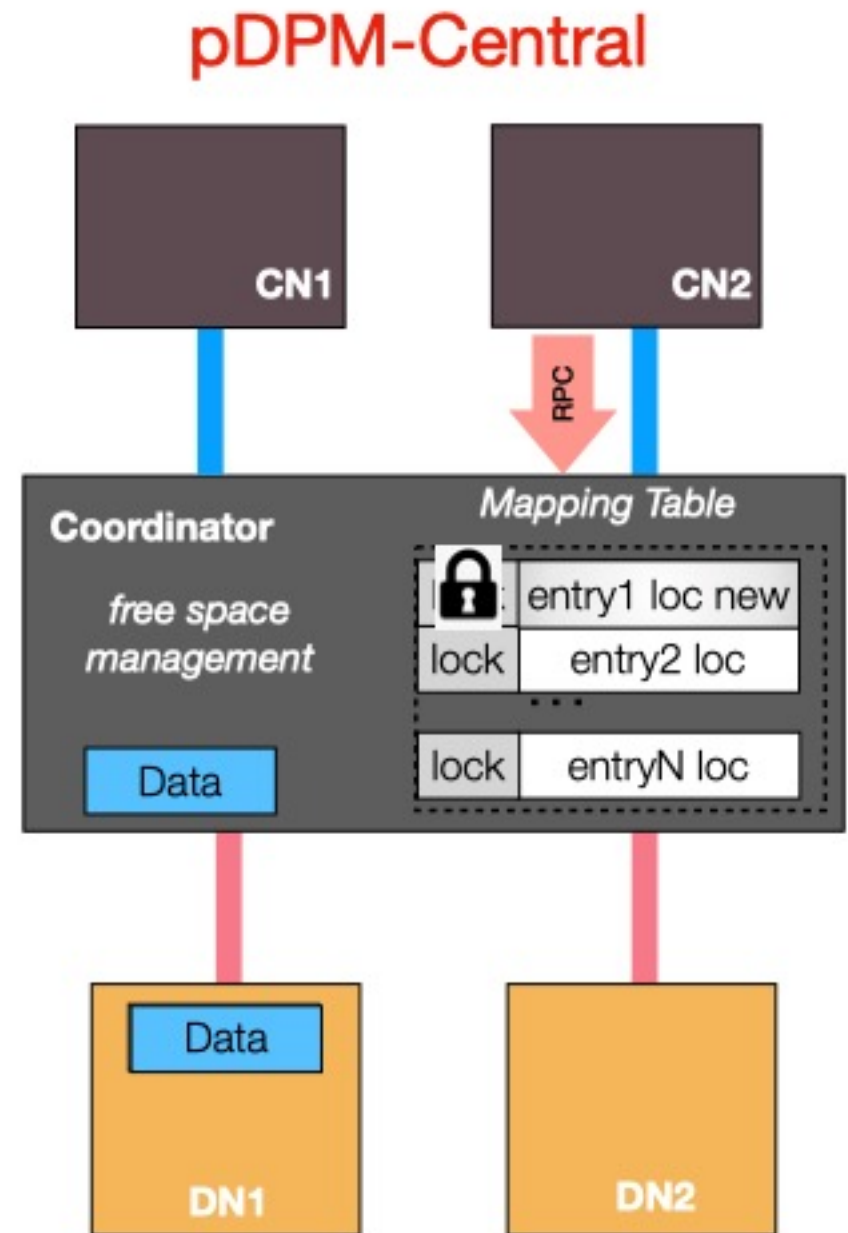 pDPM-Central
CN1
CN2
RPC
Coordinator
Mapping Table
free space
management
entry1 loc new
lock entry2 loc
...
lock entryN loc
Data
Data
DN1
DN2